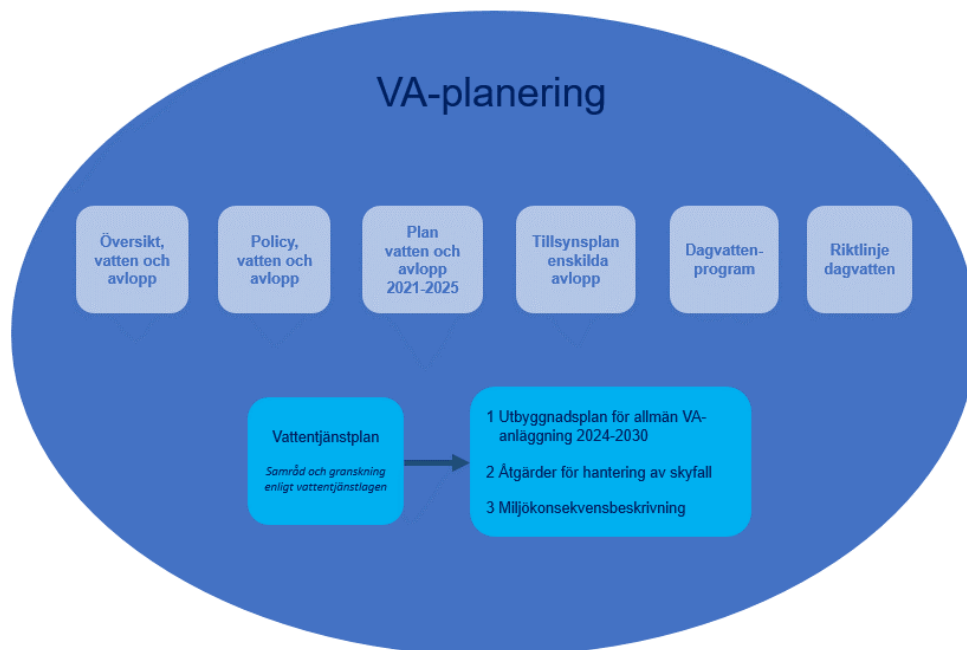 VA-planering
Översikt,
vatten och
avlopp
Policy,
vatten och
avlopp
Plan
vatten och
avlopp
2021-2025
Tillsynsplan
enskilda
avlopp
Dagvatten-
program
Riktlinje
dagvatten
Vattentjänstplan
Samråd och granskning
enligt vattentjänstlagen
1 Utbyggnadsplan för allmän VA-
anläggning 2024-2030
2 Åtgärder för hantering av skyfall
3 Miljökonsekvensbeskrivning